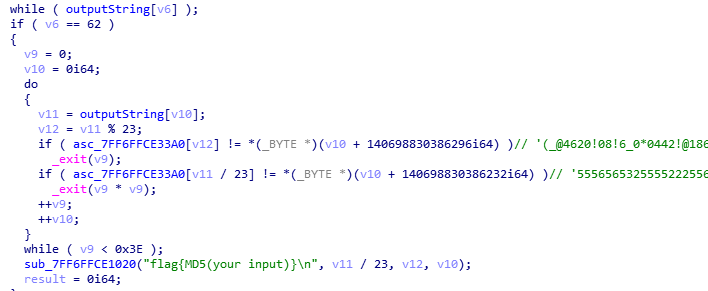 while ( outputString[v6] );
if ( v6 == 62 )
{
v9 = 0;
v10 = 0i64;
do
{
v11 = outputString[v10];
v12 = v11 % 23;
if ( asc_7FF6FFCE33A0[v12] != *(_BYTE *)(v10 + 140698830386296i64) )// '(_@4620!08!6_0*0442!@186
_exit(v9);
if ( asc_7FF6FFCE33A0[v11 / 23] != *(_BYTE *)(v10 + 140698830386232i64) )// '5556565325555222556
_exit(v9 * v9);
++v9;
++v10;
}
while ( v9 < 0x3E );
sub_7FF6FFCE1020("flag{MD5(your input)}\n", v11 / 23, v12, v10);
result = 0i64;